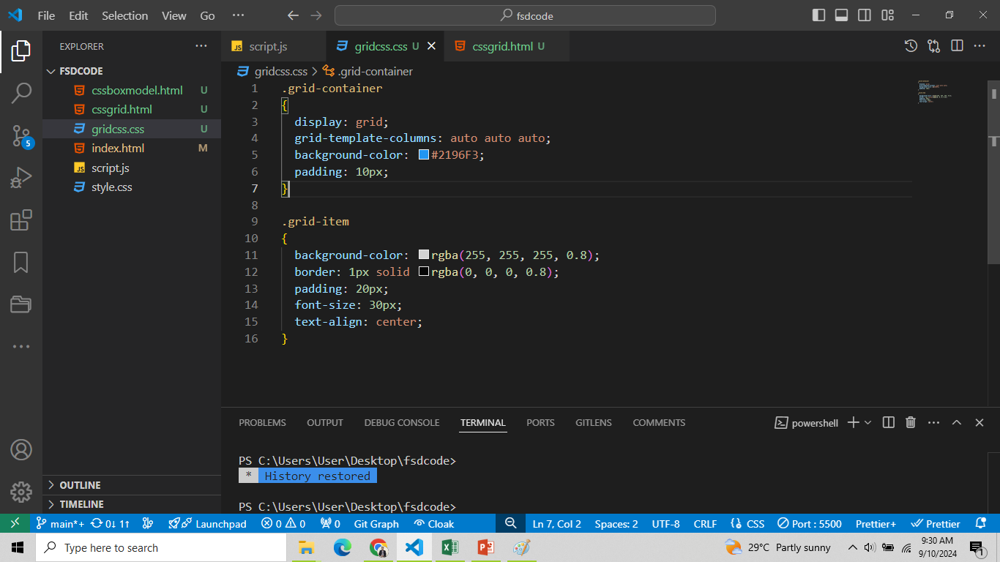 File Edit Selection View Go ··· fsdcode
EXPLORER ···
FSDCODE
cssboxmodel.html U
cssgrid.html U
gridcss.css U
index.html M
script.js
style.css
OUTLINE
TIMELINE
5
script.js gridcss.css U cssgrid.html U
gridcss.css > .grid-container
1 .grid-container
2 {
3 display: grid;
4 grid-template-columns: auto auto auto;
5 background-color: #2196F3;
6 padding: 10px;
7 }
8
9 .grid-item
10 {
11 background-color: rgba(255, 255, 255, 0.8);
12 border: 1px solid rgba(0, 0, 0, 0.8);
13 padding: 20px;
14 font-size: 30px;
15 text-align: center;
16 }
PROBLEMS OUTPUT DEBUG CONSOLE TERMINAL PORTS GITLENS COMMENTS powershell
PS C:\Users\User\Desktop\fsdcode>
* History restored
PS C:\Users\User\Desktop\fsdcode>
main*+ 0↓ 1↑ Launchpad 0 0 0 Git Graph Cloak Ln 7, Col 2 Spaces: 2 UTF-8 CRLF {} CSS Port : 5500 Prettier+ Prettier
Type here to search 29°C Partly sunny 9:30 AM
9/10/2024
1